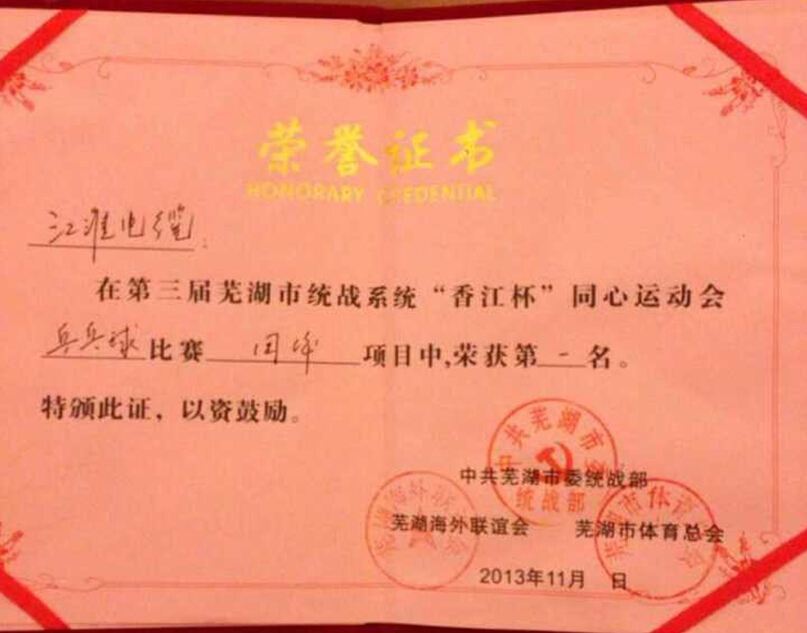 荣誉证书
HONORARY CREDENTIAL
江淮电缆：
在第三届芜湖市统战系统“香江杯”同心运动会
乒乓球比赛 团体 项目中,荣获第一名。
特颁此证，以资鼓励。
中共芜湖市委统战部
芜湖海外联谊会 芜湖市体育总会
2013年11月 日